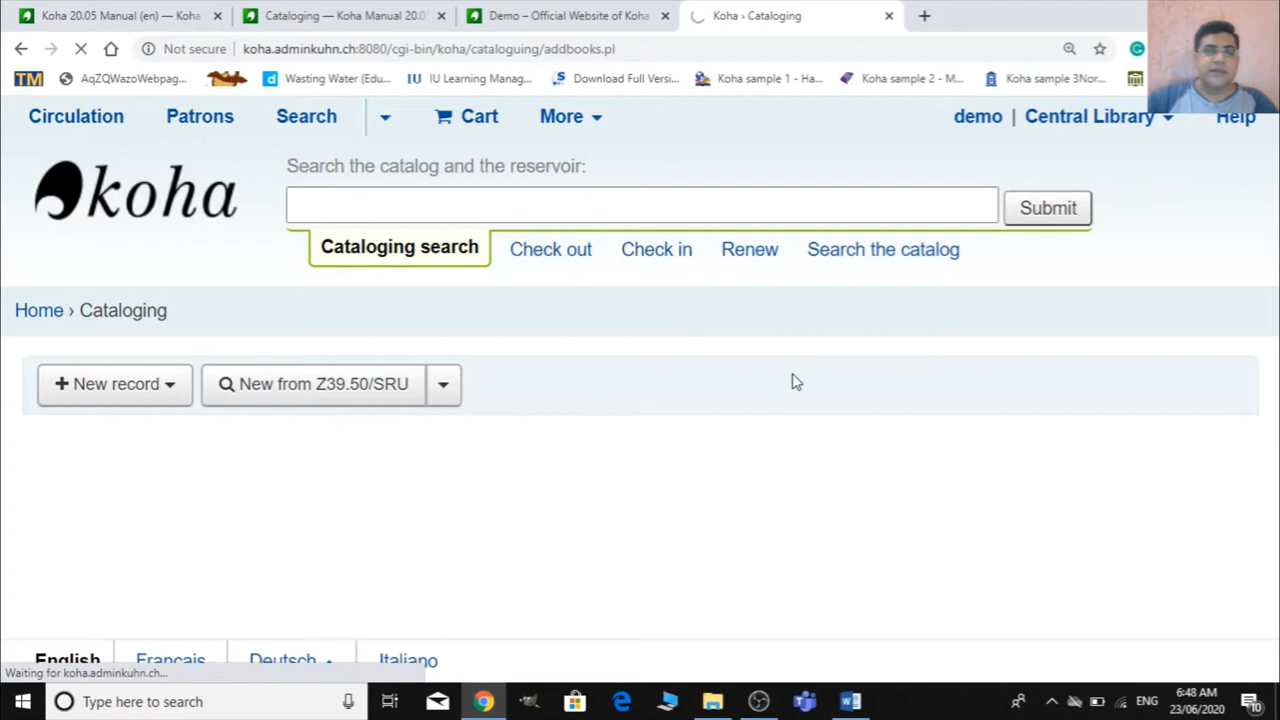 Koha 20.05 Manual (en) — Koha
Cataloging — Koha Manual 20.0
Demo – Official Website of Koha
Koha › Cataloging
Not secure
koha.adminkuhn.ch:8080/cgi-bin/koha/cataloguing/addbooks.pl
TM
AqZQWazoWebpag...
Wasting Water (Edu...
IU IU Learning Manag...
Download Full Versi...
Koha sample 1 - Ha...
Koha sample 2 - M...
Koha sample 3Nor...
Circulation
Patrons
Search
Cart
More
demo | Central Library
Help
koha
Search the catalog and the reservoir:
Submit
Cataloging search
Check out
Check in
Renew
Search the catalog
Home › Cataloging
+ New record
New from Z39.50/SRU
English
Français
Deutsch
Italiano
Waiting for koha.adminkuhn.ch...
Type here to search
ENG
6:48 AM
23/06/2020
10